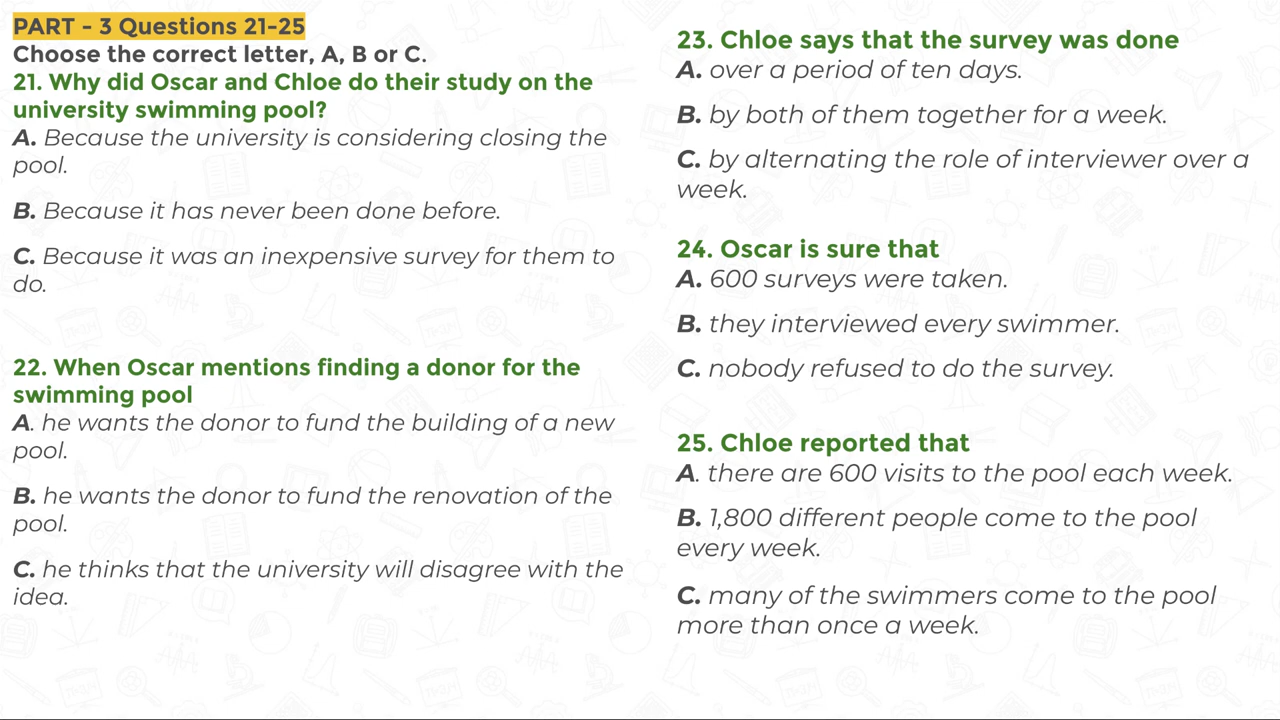 PART - 3 Questions 21-25
Choose the correct letter, A, B or C.
21. Why did Oscar and Chloe do their study on the
university swimming pool?
A. Because the university is considering closing the
pool.
B. Because it has never been done before.
C. Because it was an inexpensive survey for them to
do.
22. When Oscar mentions finding a donor for the
swimming pool
A. he wants the donor to fund the building of a new
pool.
B. he wants the donor to fund the renovation of the
pool.
C. he thinks that the university will disagree with the
idea.
23. Chloe says that the survey was done
A. over a period of ten days.
B. by both of them together for a week.
C. by alternating the role of interviewer over a
week.
24. Oscar is sure that
A. 600 surveys were taken.
B. they interviewed every swimmer.
C. nobody refused to do the survey.
25. Chloe reported that
A. there are 600 visits to the pool each week.
B. 1,800 different people come to the pool
every week.
C. many of the swimmers come to the pool
more than once a week.